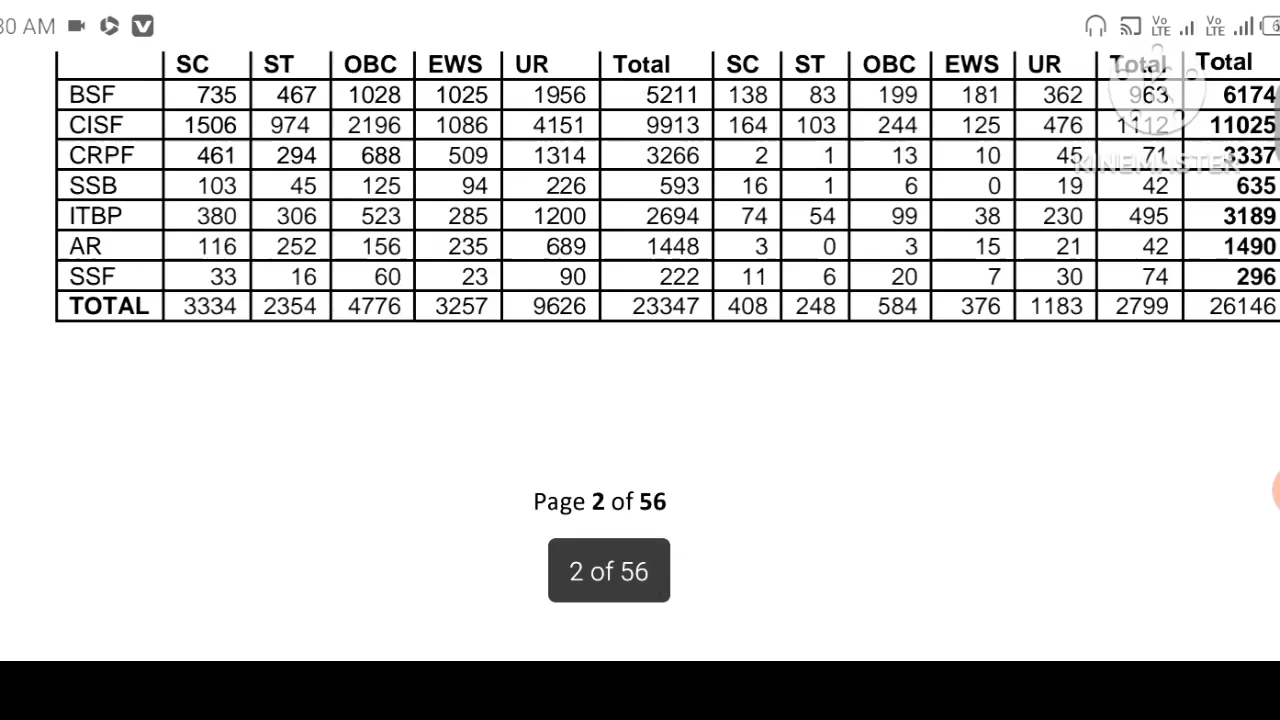 30 AM Vo LTE Vo LTE
SC ST OBC EWS UR Total SC ST OBC EWS UR Total Total
BSF 735 467 1028 1025 1956 5211 138 83 199 181 362 963 6174
CISF 1506 974 2196 1086 4151 9913 164 103 244 125 476 1112 11025
CRPF 461 294 688 509 1314 3266 2 1 13 10 45 71 3337
KINEMASTER
SSB 103 45 125 94 226 593 16 1 6 0 19 42 635
ITBP 380 306 523 285 1200 2694 74 54 99 38 230 495 3189
AR 116 252 156 235 689 1448 3 0 3 15 21 42 1490
SSF 33 16 60 23 90 222 11 6 20 7 30 74 296
TOTAL 3334 2354 4776 3257 9626 23347 408 248 584 376 1183 2799 26146
Page 2 of 56
2 of 56